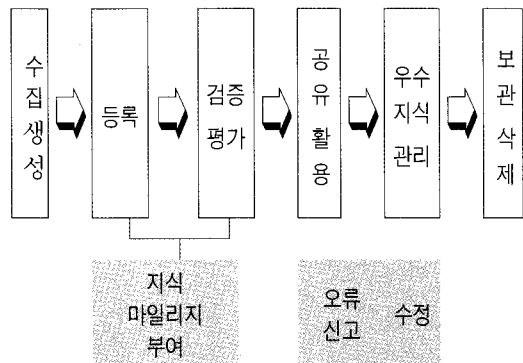 수집생성
등록
검증
평가
공유활용
우수
지식
관리
보관삭제
지식
마일리지
부여
오류
신고
수정